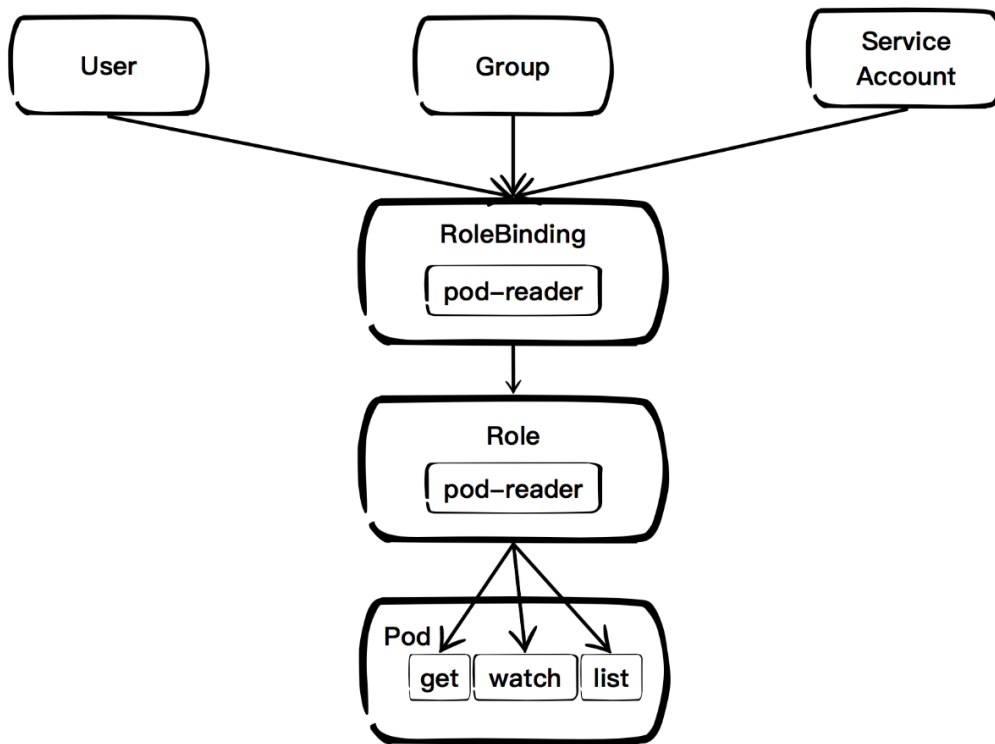 User
Group
Service
Account
RoleBinding
pod-reader
Role
pod-reader
Pod
get
watch
list